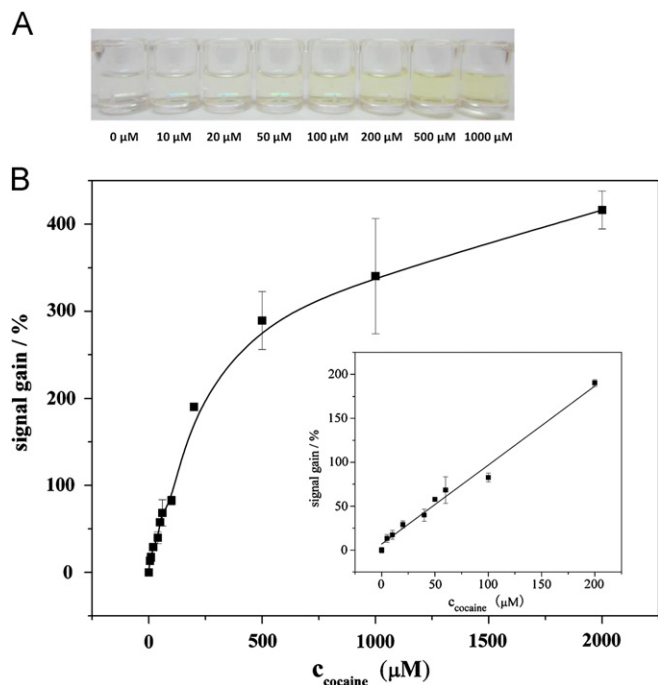 A
0 μM 10 μM 20 μM 50 μM 100 μM 200 μM 500 μM 1000 μM
B
400
300
200
100
0
signal gain / %
0 500 1000 1500 2000
c cocaine (μM)
200
150
100
50
0
signal gain / %
0 50 100 150 200
c cocaine (μM)